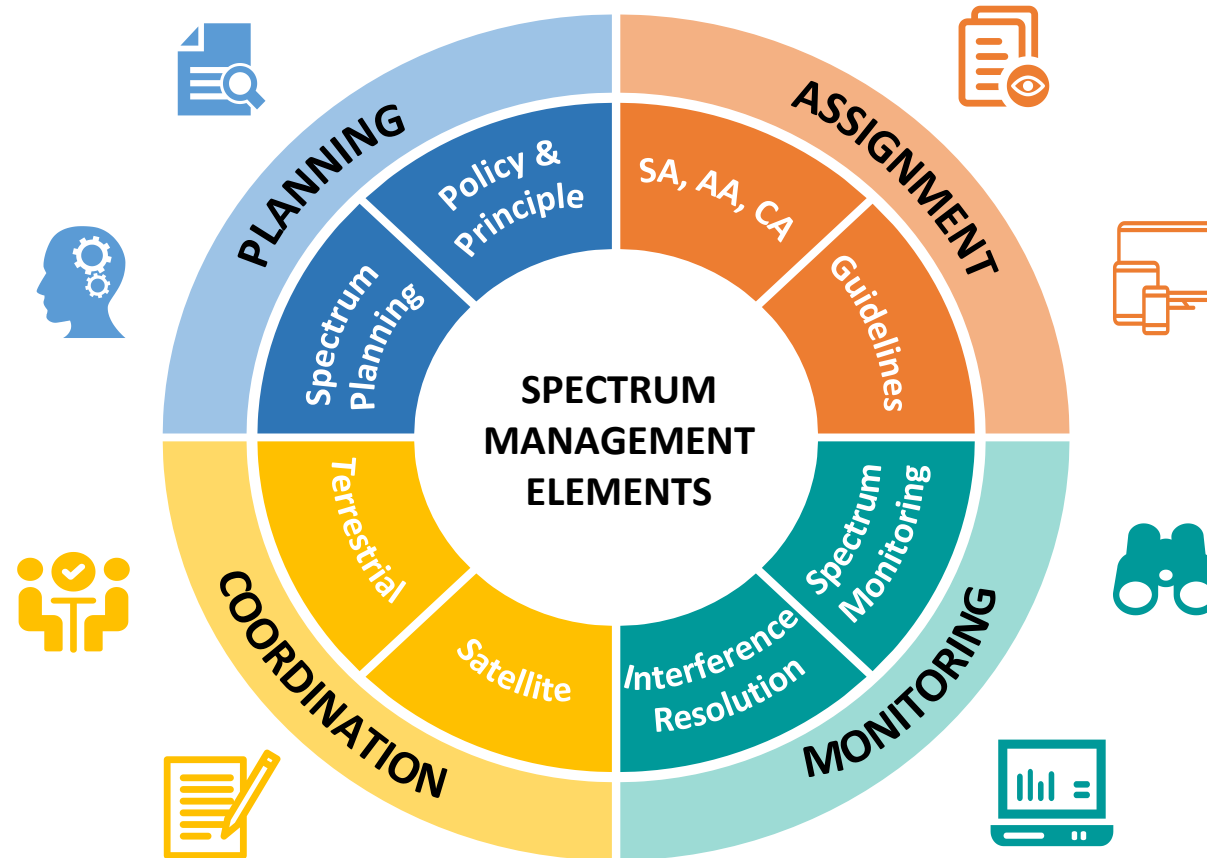 PLANNING
Policy &
Principle
Spectrum
Planning
ASSIGNMENT
SA, AA, CA
Guidelines
SPECTRUM
MANAGEMENT
ELEMENTS
COORDINATION
Terrestrial
Satellite
MONITORING
Spectrum
Monitoring
Interference
Resolution